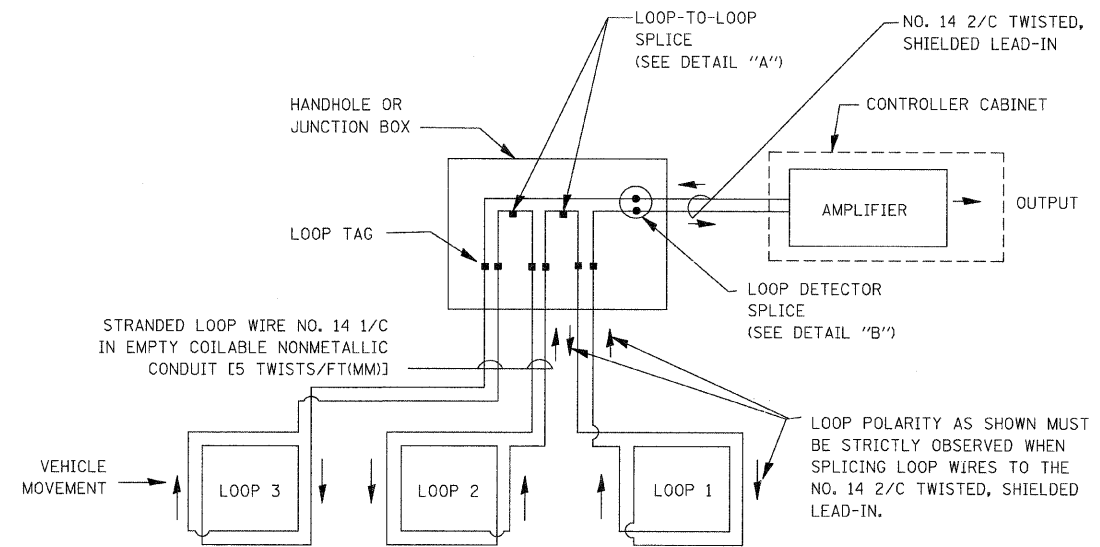 LOOP-TO-LOOP
SPLICE
(SEE DETAIL "A")
NO. 14 2/C TWISTED,
SHIELDED LEAD-IN
HANDHOLE OR
JUNCTION BOX
CONTROLLER CABINET
AMPLIFIER
OUTPUT
LOOP TAG
LOOP DETECTOR
SPLICE
(SEE DETAIL "B")
STRANDED LOOP WIRE NO. 14 1/C
IN EMPTY COILABLE NONMETALLIC
CONDUIT [5 TWISTS/FT(MM)]
LOOP POLARITY AS SHOWN MUST
BE STRICTLY OBSERVED WHEN
SPLICING LOOP WIRES TO THE
NO. 14 2/C TWISTED, SHIELDED
LEAD-IN.
VEHICLE
MOVEMENT
LOOP 3
LOOP 2
LOOP 1